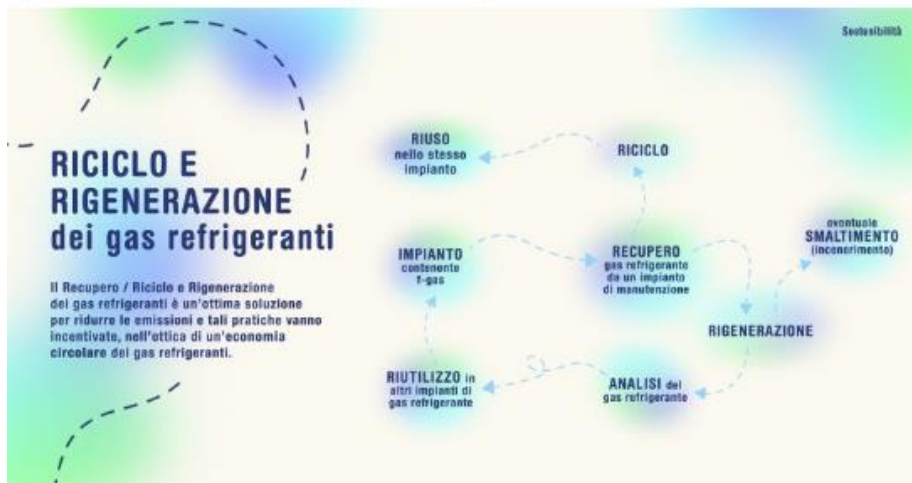 Sostenibilità
RICICLO E
RIGENERAZIONE
dei gas refrigeranti
Il Recupero / Riciclo e Rigenerazione
dei gas refrigeranti è un'ottima soluzione
per ridurre le emissioni e tali pratiche vanno
incentivate, nell'ottica di un'economia
circolare dei gas refrigeranti.
RIUSO
nello stesso
impianto
RICICLO
IMPIANTO
contenente
f-gas
RECUPERO
gas refrigerante
da un impianto
di manutenzione
eventuale
SMALTIMENTO
(incenerimento)
RIGENERAZIONE
RIUTILIZZO in
altri impianti di
gas refrigerante
ANALISI del
gas refrigerante